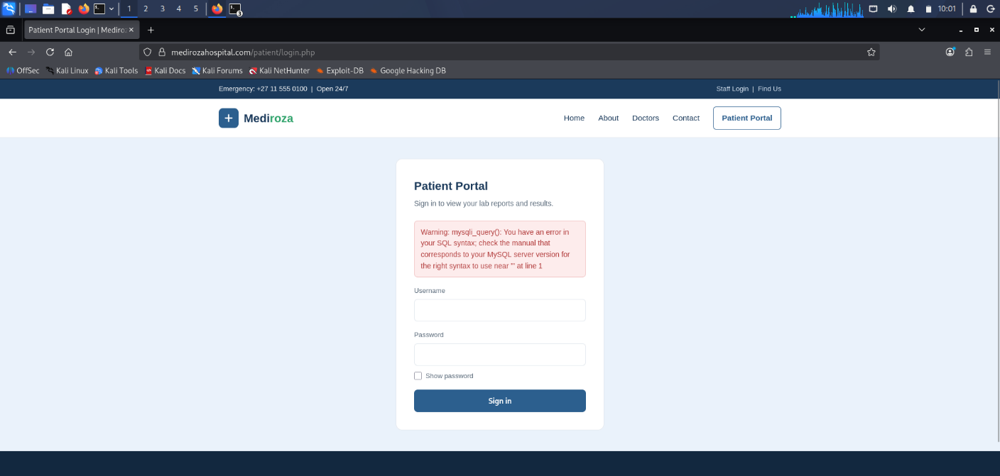 1 2 3 4 5
3
10:01
Patient Portal Login | Mediroz
medirozahospital.com/patient/login.php
OffSec Kali Linux Kali Tools Kali Docs Kali Forums Kali NetHunter Exploit-DB Google Hacking DB
Emergency: +27 11 555 0100 | Open 24/7
Staff Login | Find Us
Mediroza
Home About Doctors Contact Patient Portal
Patient Portal
Sign in to view your lab reports and results.
Warning: mysqli_query(): You have an error in
your SQL syntax; check the manual that
corresponds to your MySQL server version for
the right syntax to use near ''' at line 1
Username
Password
Show password
Sign in